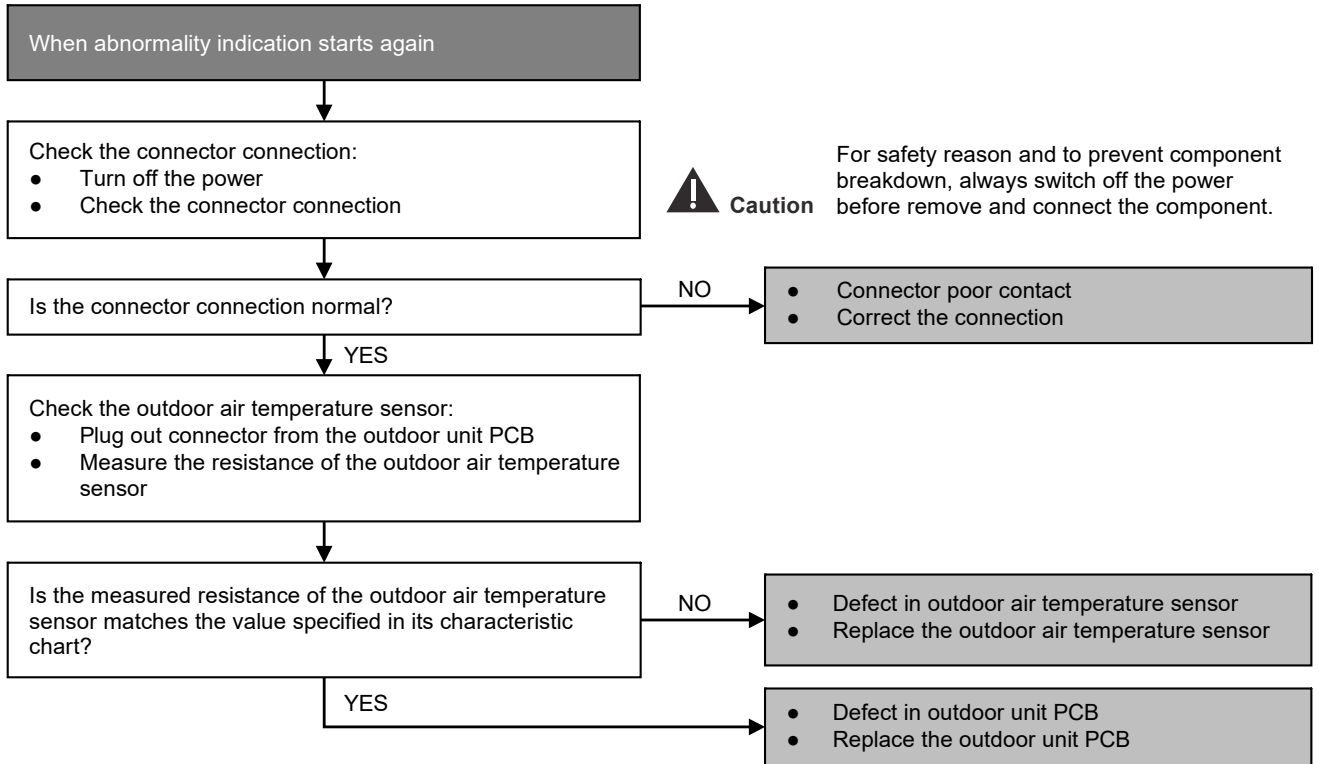 When abnormality indication starts again
Check the connector connection:
● Turn off the power
● Check the connector connection
Caution
For safety reason and to prevent component
breakdown, always switch off the power
before remove and connect the component.
Is the connector connection normal?
NO
● Connector poor contact
● Correct the connection
YES
Check the outdoor air temperature sensor:
● Plug out connector from the outdoor unit PCB
● Measure the resistance of the outdoor air temperature
sensor
Is the measured resistance of the outdoor air temperature
sensor matches the value specified in its characteristic
chart?
NO
● Defect in outdoor air temperature sensor
● Replace the outdoor air temperature sensor
YES
● Defect in outdoor unit PCB
● Replace the outdoor unit PCB